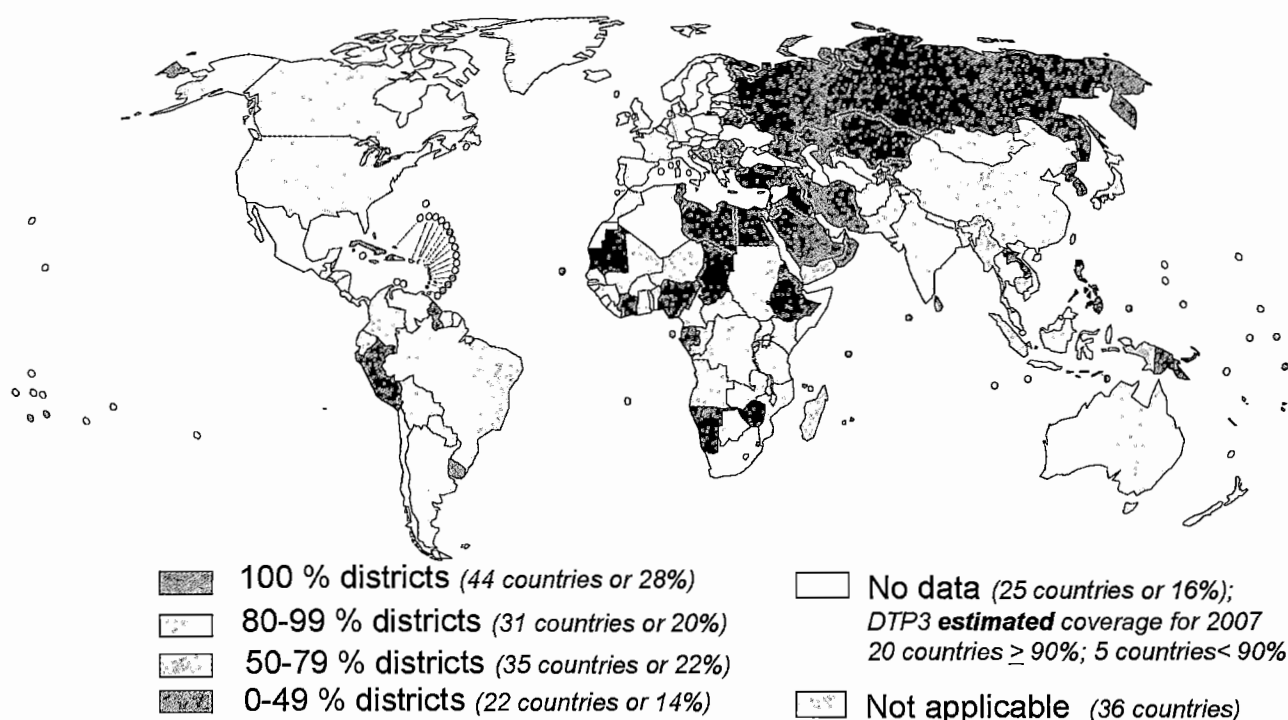 100 % districts (44 countries or 28%)
80-99 % districts (31 countries or 20%)
50-79 % districts (35 countries or 22%)
0-49 % districts (22 countries or 14%)
No data (25 countries or 16%);
DTP3 estimated coverage for 2007
20 countries ≥ 90%; 5 countries< 90%
Not applicable (36 countries)